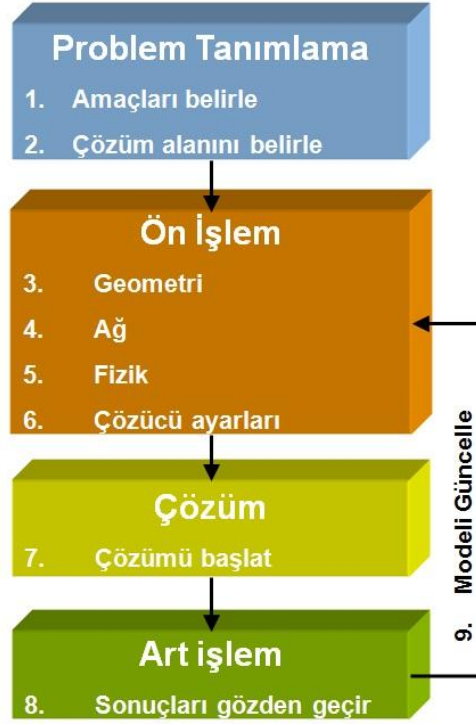 Problem Tanımlama
1. Amaçları belirle
2. Çözüm alanını belirle
Ön İşlem
3. Geometri
4. Ağ
5. Fizik
6. Çözücü ayarları
Çözüm
7. Çözümü başlat
Art işlem
8. Sonuçları gözden geçir
9. Modeli Güncelle